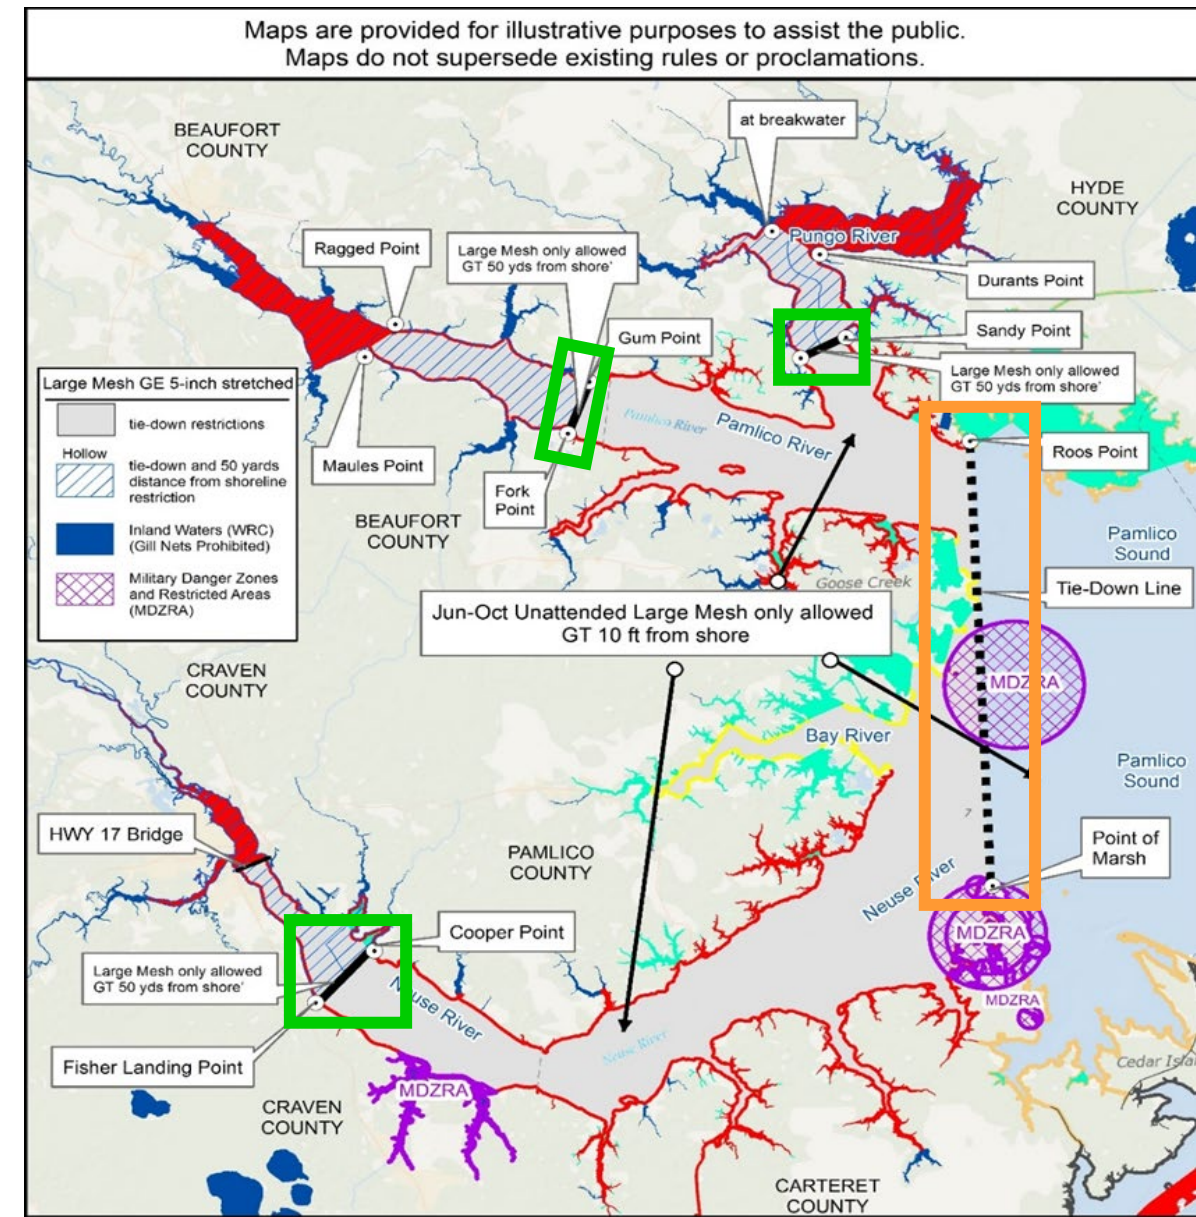 Maps are provided for illustrative purposes to assist the public.
Maps do not supersede existing rules or proclamations.
BEAUFORT
COUNTY
at breakwater
HYDE
COUNTY
Ragged Point
Large Mesh only allowed
GT 50 yds from shore'
Pungo River
Durants Point
Gum Point
Sandy Point
Large Mesh only allowed
GT 50 yds from shore'
Large Mesh GE 5-inch stretched
tie-down restrictions
Hollow
tie-down and 50 yards
distance from shoreline
restriction
Inland Waters (WRC)
(Gill Nets Prohibited)
Military Danger Zones
and Restricted Areas
(MDZRA)
Pamlico River
Pamlico River
Maules Point
Fork
Point
Roos Point
BEAUFORT
COUNTY
Pamlico
Sound
Goose Creek
Tie-Down Line
Jun-Oct Unattended Large Mesh only allowed
GT 10 ft from shore
CRAVEN
COUNTY
MDZRA
Bay River
Pamlico
Sound
7
HWY 17 Bridge
PAMLICO
COUNTY
Point of
Marsh
Neuse River
Cooper Point
MDZRA
Large Mesh only allowed
GT 50 yds from shore'
MDZRA
Neuse River
Neuse River
Fisher Landing Point
MDZRA
Cedar Isla
CRAVEN
COUNTY
CARTERET
COUNTY